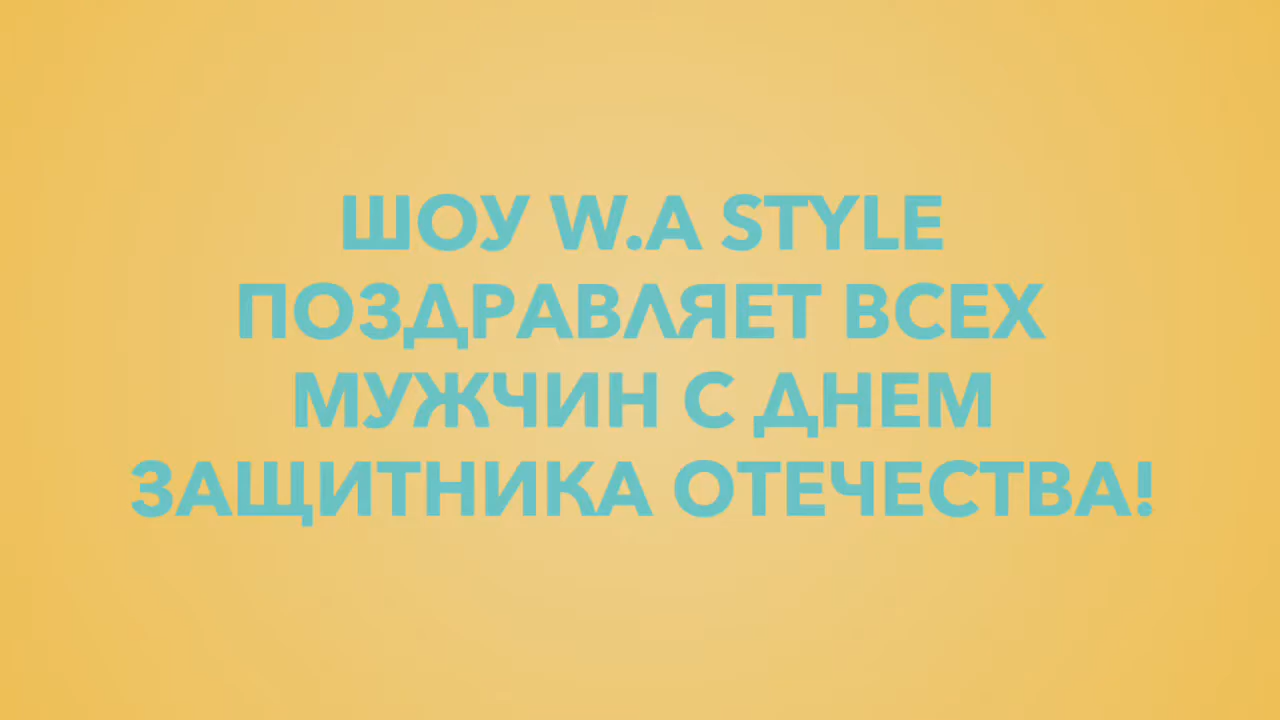 ШОУ W.A STYLE
ПОЗДРАВЛЯЕТ ВСЕХ
МУЖЧИН С ДНЕМ
ЗАЩИТНИКА ОТЕЧЕСТВА!